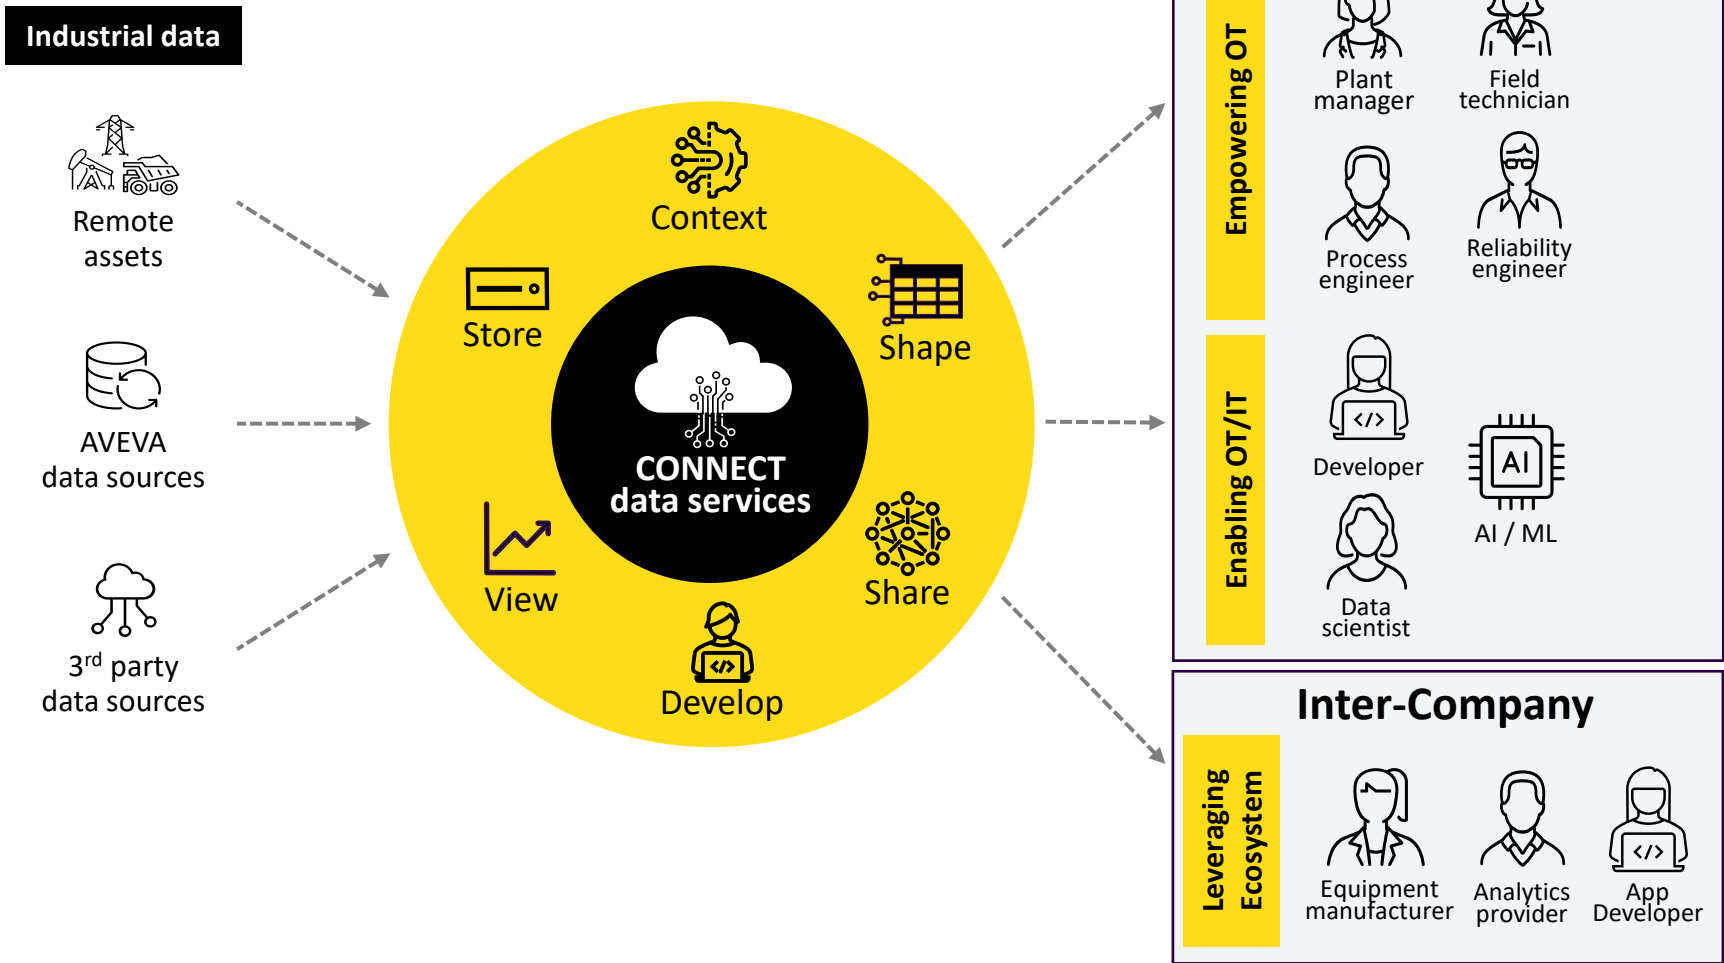 Industrial data
Remote
assets
AVEVA
data sources
3rd party
data sources
Context
Store
Shape
CONNECT
data services
View
Share
</>
Develop
Empowering OT
Plant
manager
Field
technician
Process
engineer
Reliability
engineer
Enabling OT/IT
</>
Developer
AI
AI / ML
Data
scientist
Inter-Company
Leveraging
Ecosystem
Equipment
manufacturer
Analytics
provider
</>
App
Developer